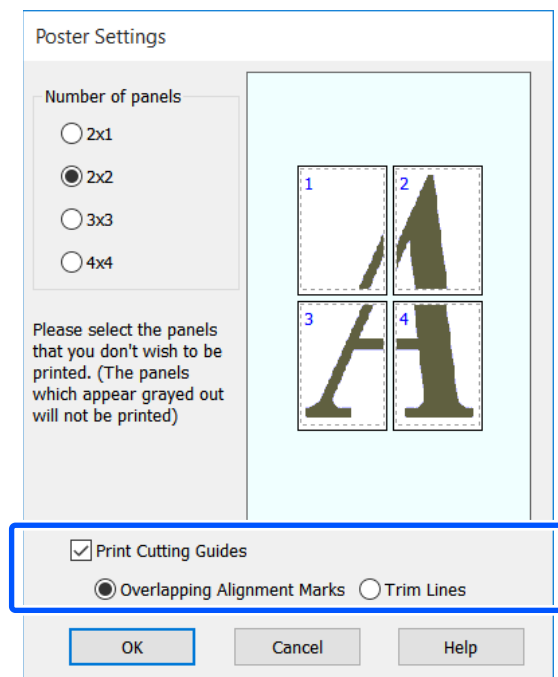 Poster Settings
Number of panels
2x1
2x2
3x3
4x4
Please select the panels
that you don't wish to be
printed. (The panels
which appear grayed out
will not be printed)
1
2
3
4
A
Print Cutting Guides
Overlapping Alignment Marks
Trim Lines
OK
Cancel
Help